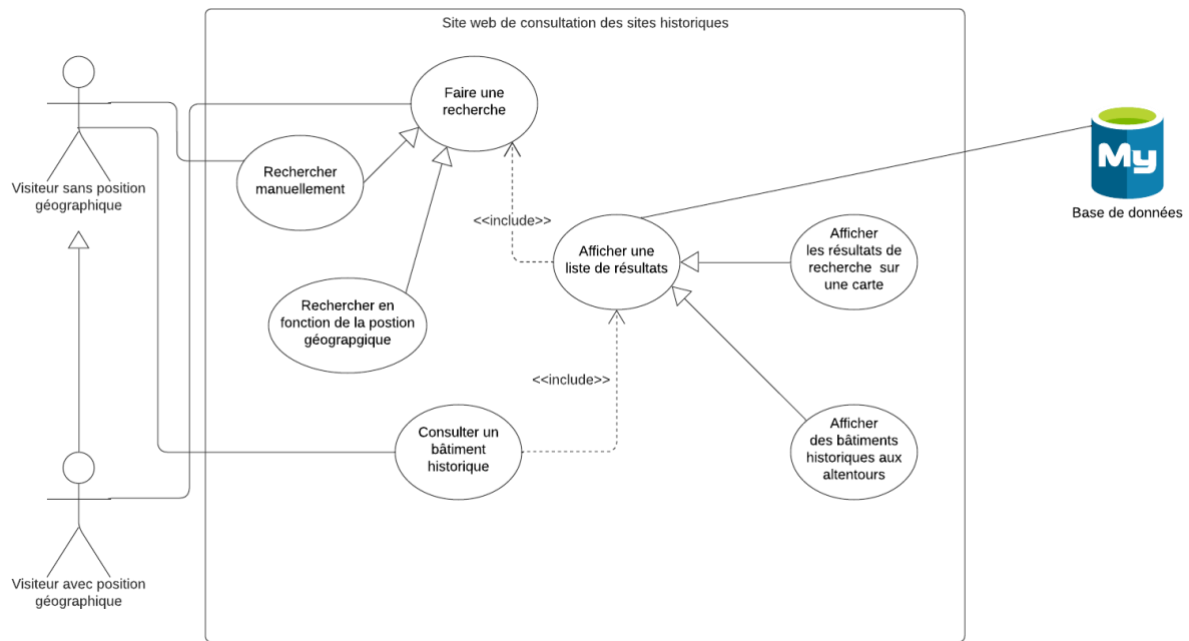 Site web de consultation des sites historiques
Faire une
recherche
Rechercher
manuellement
Visiteur sans position
géographique
My
Base de données
<<include>>
Afficher une
liste de résultats
Afficher
les résultats de
recherche sur
une carte
Rechercher en
fonction de la postion
géograpgique
<<include>>
Consulter un
bâtiment
historique
Afficher
des bâtiments
historiques aux
altentours
Visiteur avec position
géographique